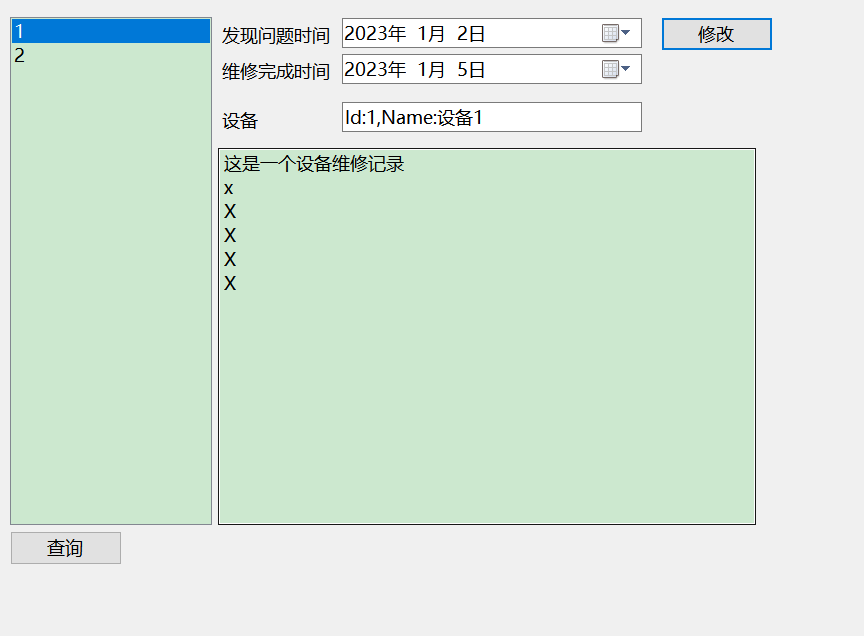 1
2
发现问题时间 2023年 1月 2日 修改
维修完成时间 2023年 1月 5日
设备 Id:1,Name:设备1
这是一个设备维修记录
x
X
X
X
X
查询